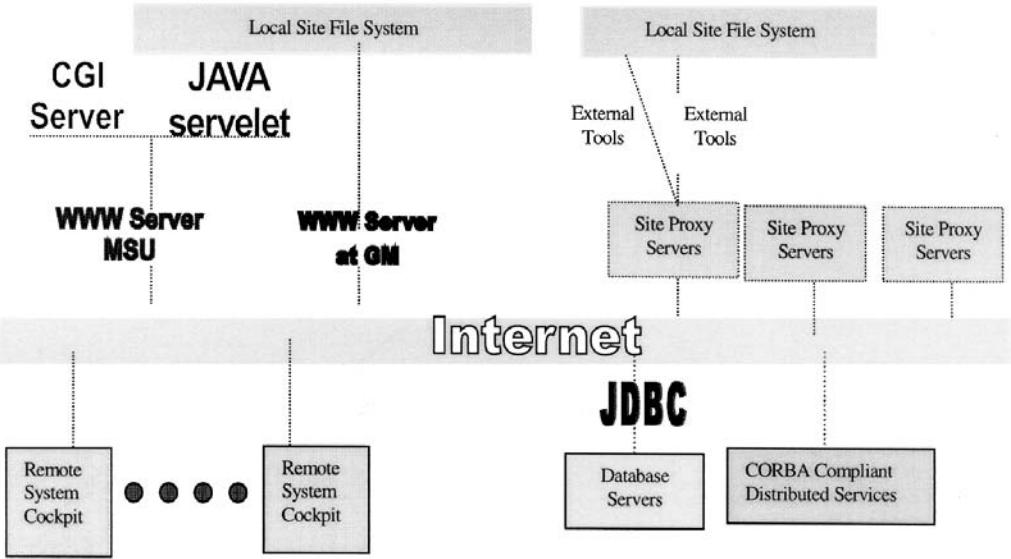 Local Site File System
Local Site File System
CGI
Server
JAVA
servelet
External
Tools
External
Tools
WWW Server
MSU
WWW Server
at GM
Site Proxy
Servers
Site Proxy
Servers
Site Proxy
Servers
Internet
JDBC
Remote
System
Cockpit
Remote
System
Cockpit
Database
Servers
CORBA Compliant
Distributed Services